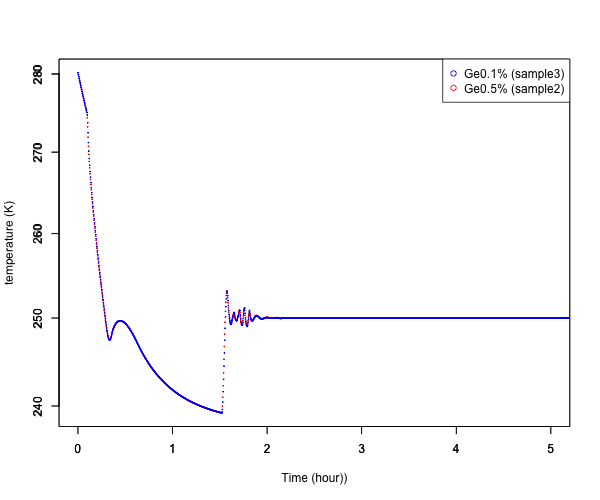 Ge0.1% (sample3)
Ge0.5% (sample2)
temperature (K)
280
270
260
250
240
0 1 2 3 4 5
Time (hour))